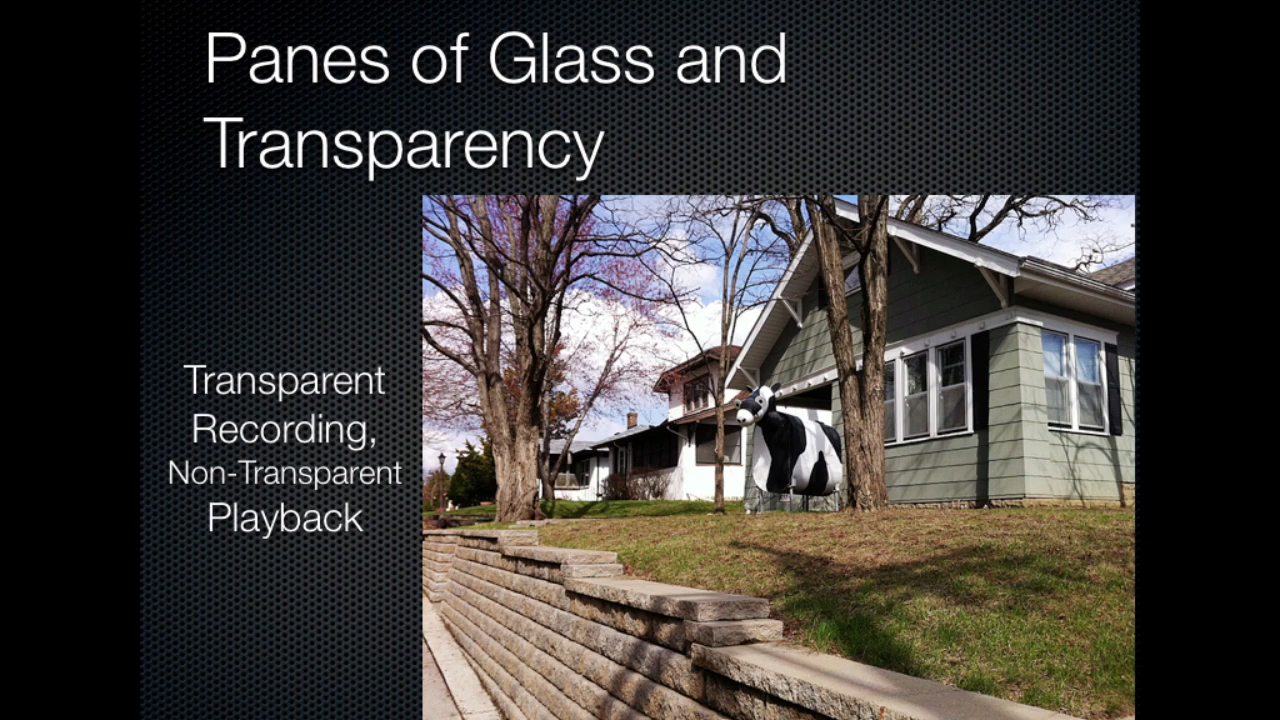 Panes of Glass and
Transparency
Transparent
Recording,
Non-Transparent
Playback